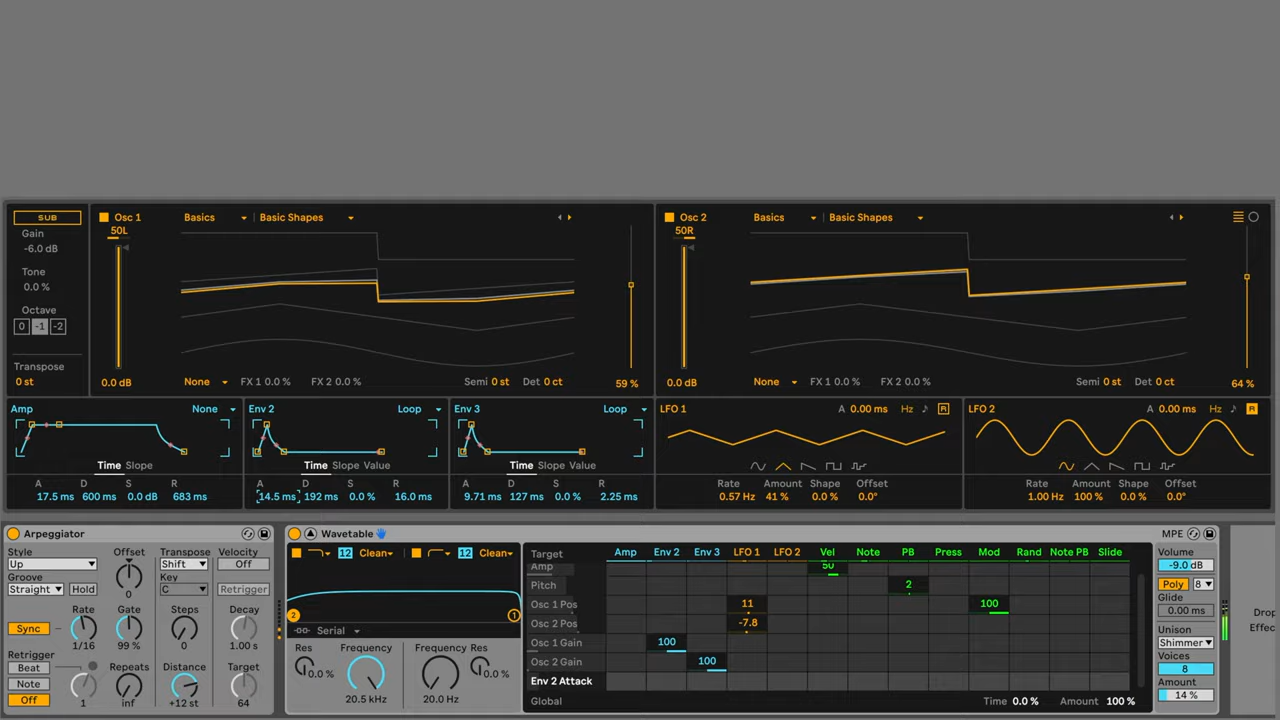 SUB
Osc 1 Basics Basic Shapes
Osc 2 Basics Basic Shapes
Gain
-6.0 dB
50L
50R
Tone
0.0 %
Octave
0 -1 -2
Transpose
0 st
0.0 dB None FX 1 0.0 % FX 2 0.0 % Semi 0 st Det 0 ct 59 %
0.0 dB None FX 1 0.0 % FX 2 0.0 % Semi 0 st Det 0 ct 64 %
Amp None
Time Slope
A D S R
17.5 ms 600 ms 0.0 dB 683 ms
Env 2 Loop
Time Slope Value
A D S R
14.5 ms 192 ms 0.0 % 16.0 ms
Env 3 Loop
Time Slope Value
A D S R
9.71 ms 127 ms 0.0 % 2.25 ms
LFO 1 A 0.00 ms Hz R
Rate Amount Shape Offset
0.57 Hz 41 % 0.0 % 0.0°
LFO 2 A 0.00 ms Hz R
Rate Amount Shape Offset
1.00 Hz 100 % 0.0 % 0.0°
Arpeggiator
Style Offset Transpose Velocity
Up Shift Off
Groove Key
Straight Hold 0 C Retrigger
Rate Gate Steps Decay
Sync
1/16 99 % 0 1.00 s
Retrigger
Beat Repeats Distance Target
Note
Off 1 inf +12 st 64
Wavetable
12 Clean 12 Clean
2 1
Serial
Res Frequency Frequency Res
0.0 % 0.0 %
20.5 kHz 20.0 Hz
Target Amp Env 2 Env 3 LFO 1 LFO 2 Vel Note PB Press Mod Rand Note PB Slide
Amp 50
Pitch 2
Osc 1 Pos 11 100
Osc 2 Pos -7.8
Osc 1 Gain 100
Osc 2 Gain 100
Env 2 Attack
Global Time 0.0 % Amount 100 %
MPE
Volume
-9.0 dB
Poly 8
Glide
0.00 ms
Unison
Shimmer
Voices
8
Amount
14 %